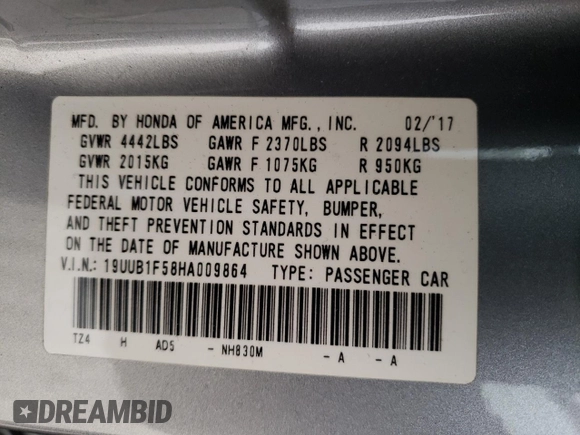 MFD. BY HONDA OF AMERICA MFG., INC. 02/'17
GVWR 4442LBS GAWR F 2370LBS R 2094LBS
GVWR 2015KG GAWR F 1075KG R 950KG
THIS VEHICLE CONFORMS TO ALL APPLICABLE
FEDERAL MOTOR VEHICLE SAFETY, BUMPER,
AND THEFT PREVENTION STANDARDS IN EFFECT
ON THE DATE OF MANUFACTURE SHOWN ABOVE.
V.I.N.: 19UUB1F58HA009864 TYPE: PASSENGER CAR
TZ4 H AD5 - NH830M - A - A
DREAMBID